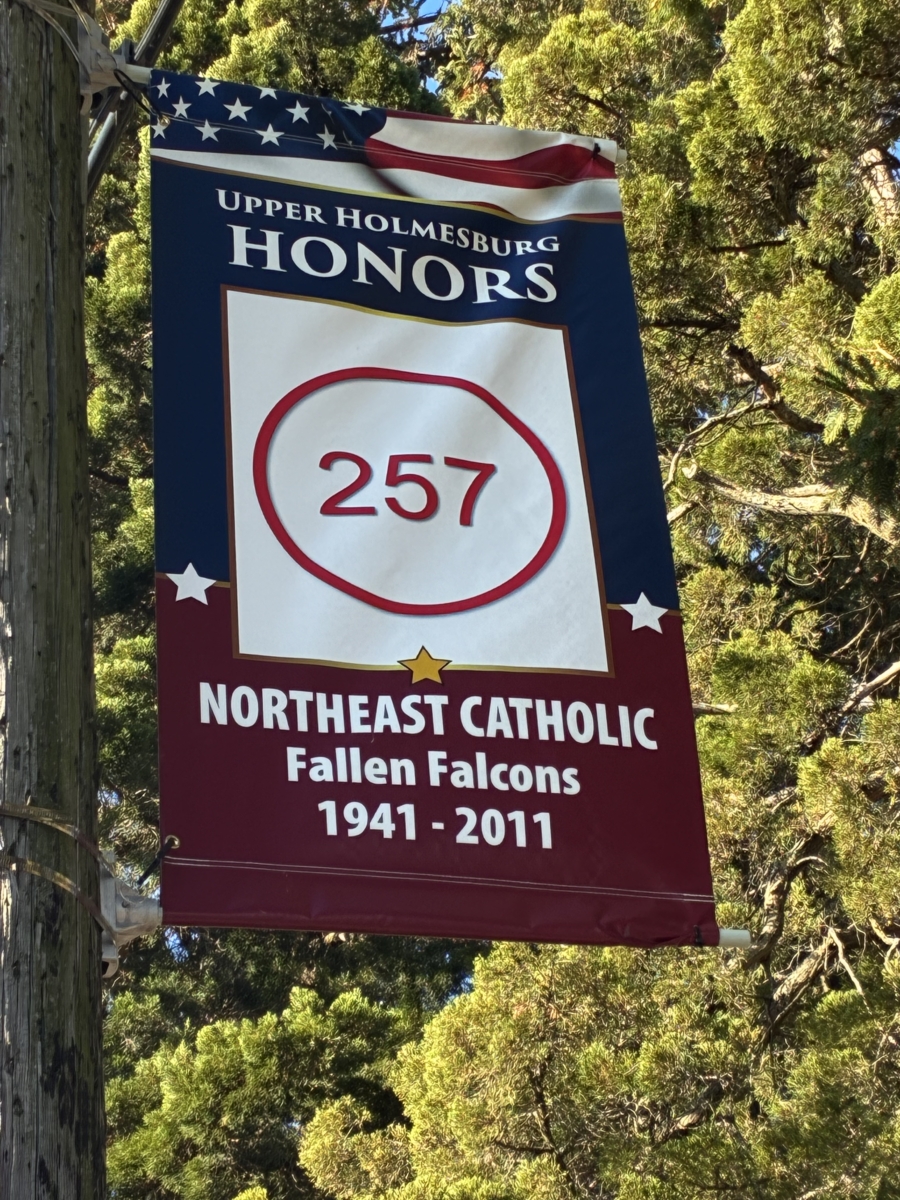 UPPER HOLMESBURG
HONORS
257
NORTHEAST CATHOLIC
Fallen Falcons
1941 - 2011